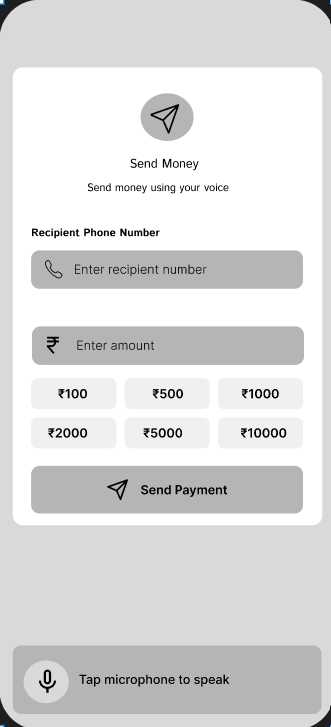 Send Money
Send money using your voice
Recipient Phone Number
Enter recipient number
₹ Enter amount
₹100 ₹500 ₹1000
₹2000 ₹5000 ₹10000
Send Payment
Tap microphone to speak